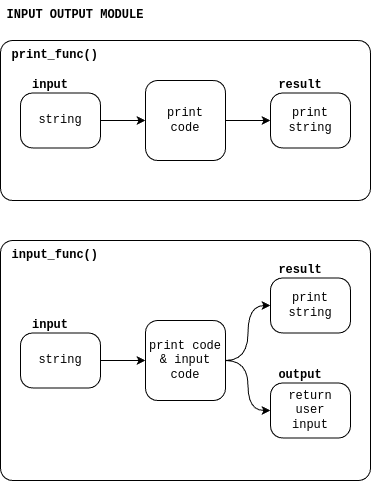 INPUT OUTPUT MODULE
print_func()
input
result
string
print
code
print
string
input_func()
result
print
string
input
string
print code
& input
code
output
return
user
input